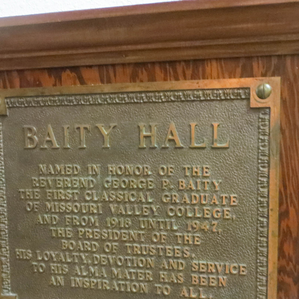 BAITY HALL
NAMED IN HONOR OF THE
REVEREND GEORGE P. BAITY
THE FIRST CLASSICAL GRADUATE
OF MISSOURI VALLEY COLLEGE,
AND FROM 1918 UNTIL 1947,
THE PRESIDENT OF THE
BOARD OF TRUSTEES.
HIS LOYALTY, DEVOTION AND SERVICE
TO HIS ALMA MATER HAS BEEN
AN INSPIRATION TO ALL